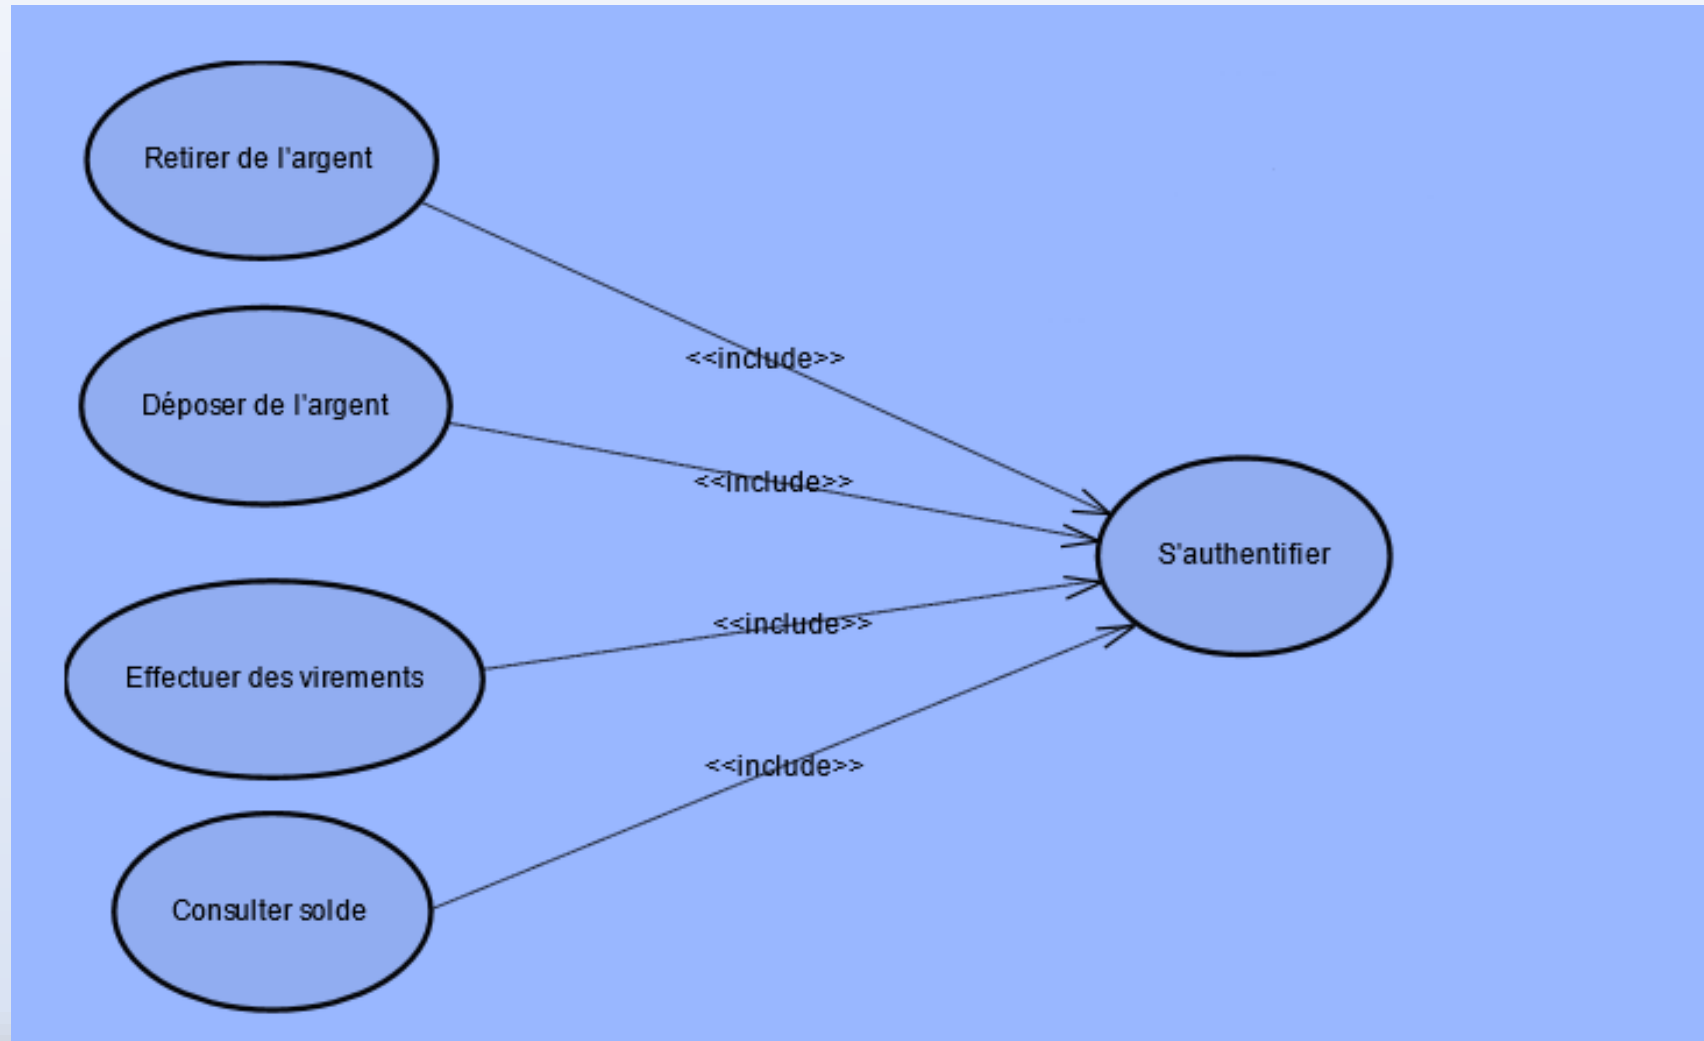 Retirer de l'argent
<<include>>
Déposer de l'argent
<<include>>
S'authentifier
<<include>>
Effectuer des virements
<<include>>
Consulter solde